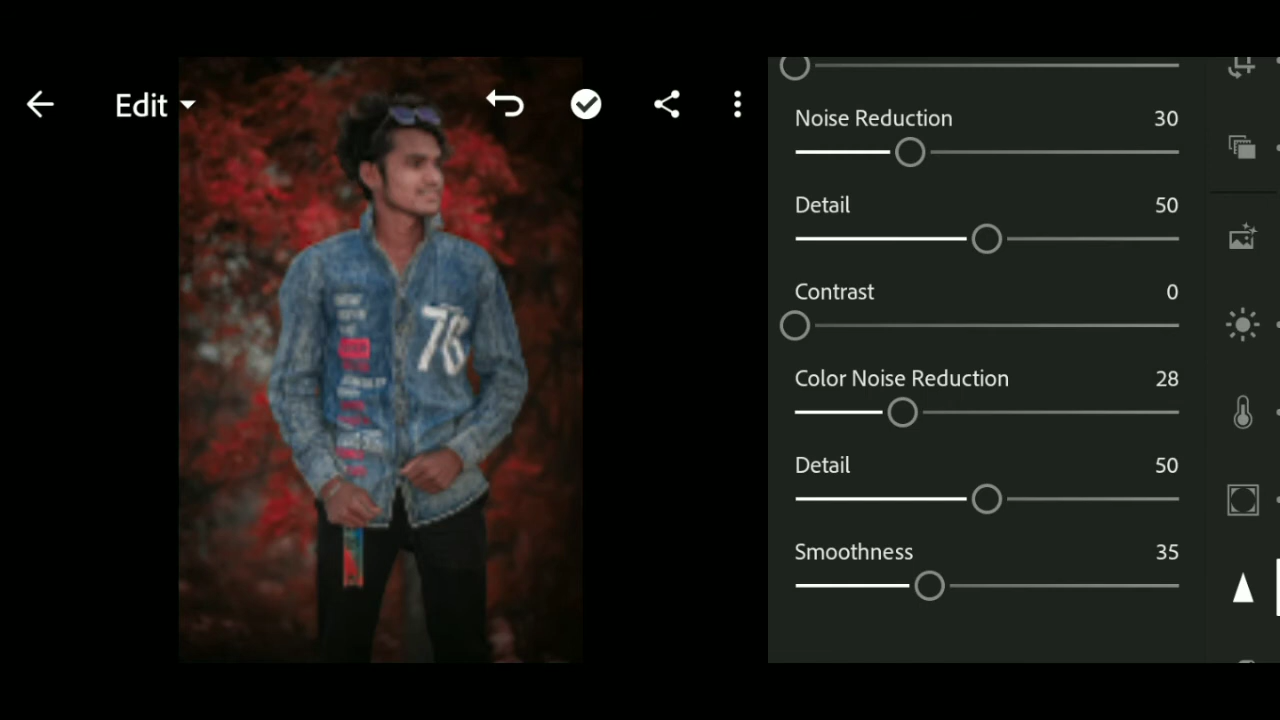 Edit
Noise Reduction 30
Detail 50
Contrast 0
Color Noise Reduction 28
Detail 50
Smoothness 35
76